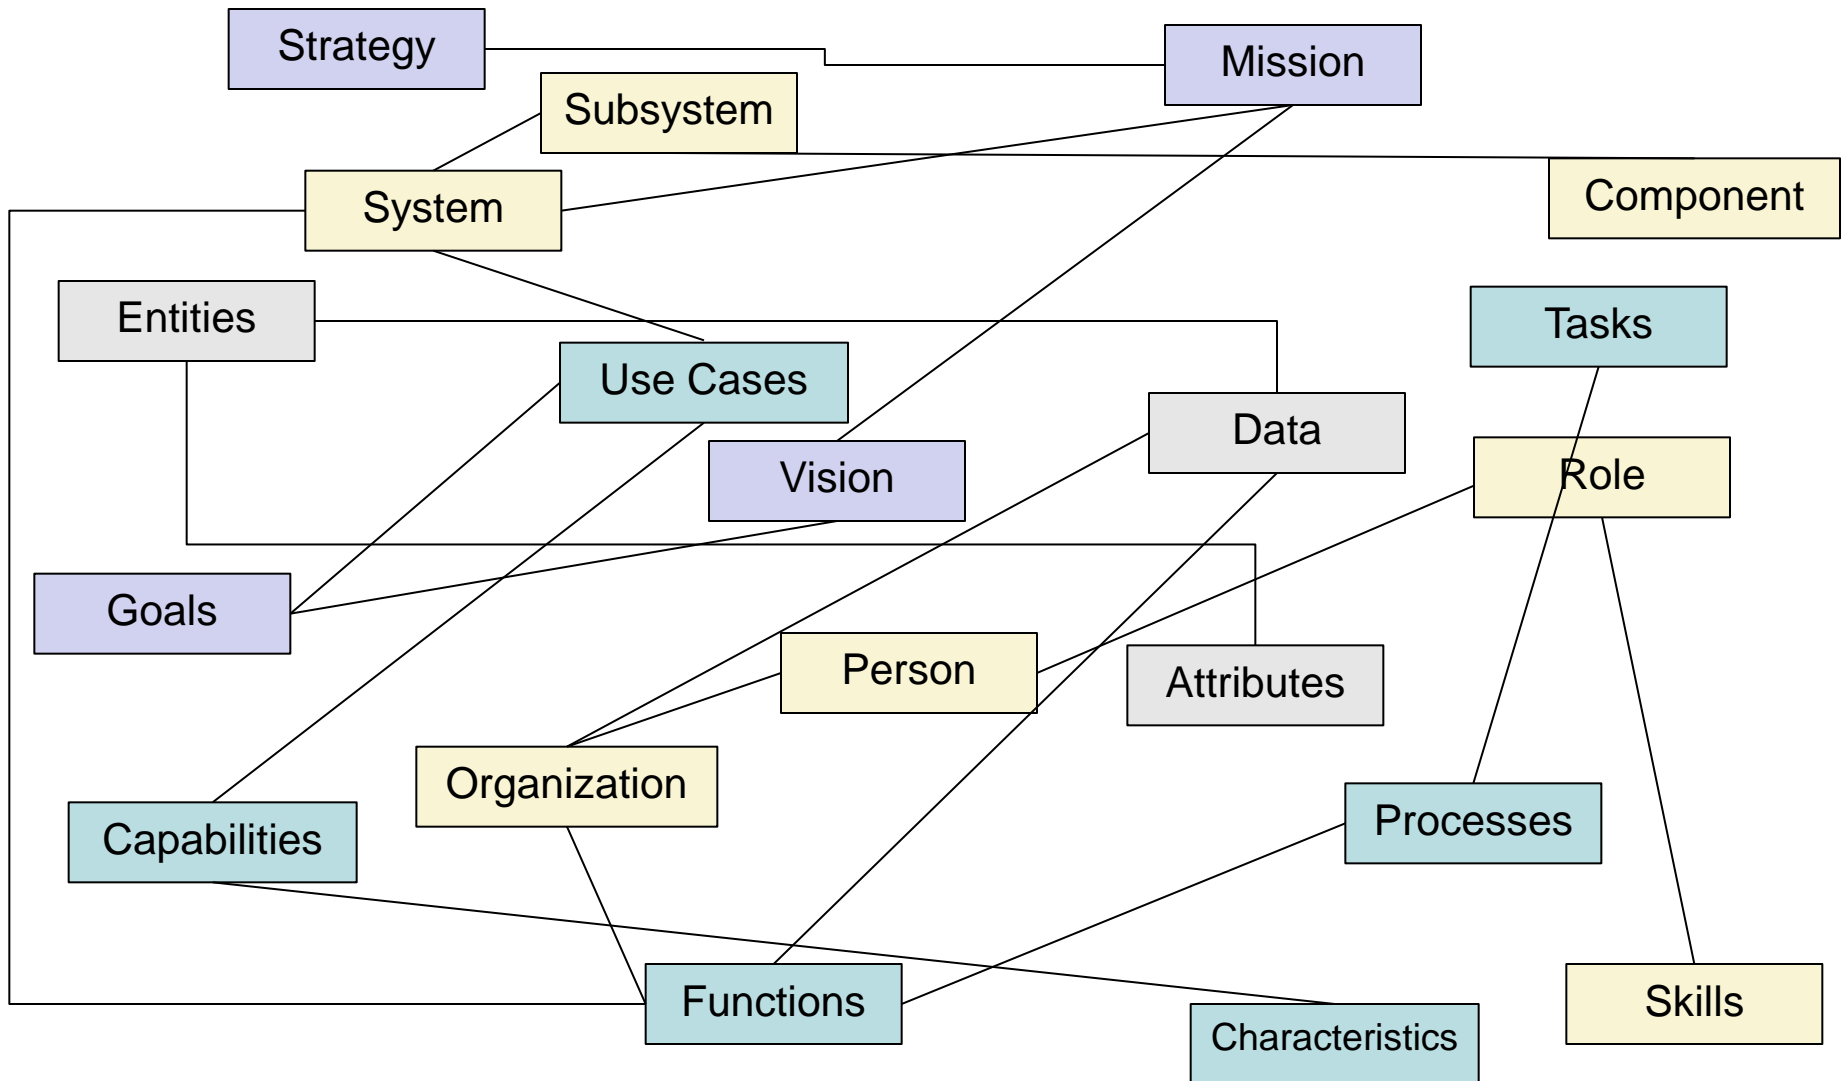 Strategy
Mission
Subsystem
Component
System
Entities
Tasks
Use Cases
Data
Vision
Role
Goals
Person
Attributes
Organization
Processes
Capabilities
Functions
Skills
Characteristics